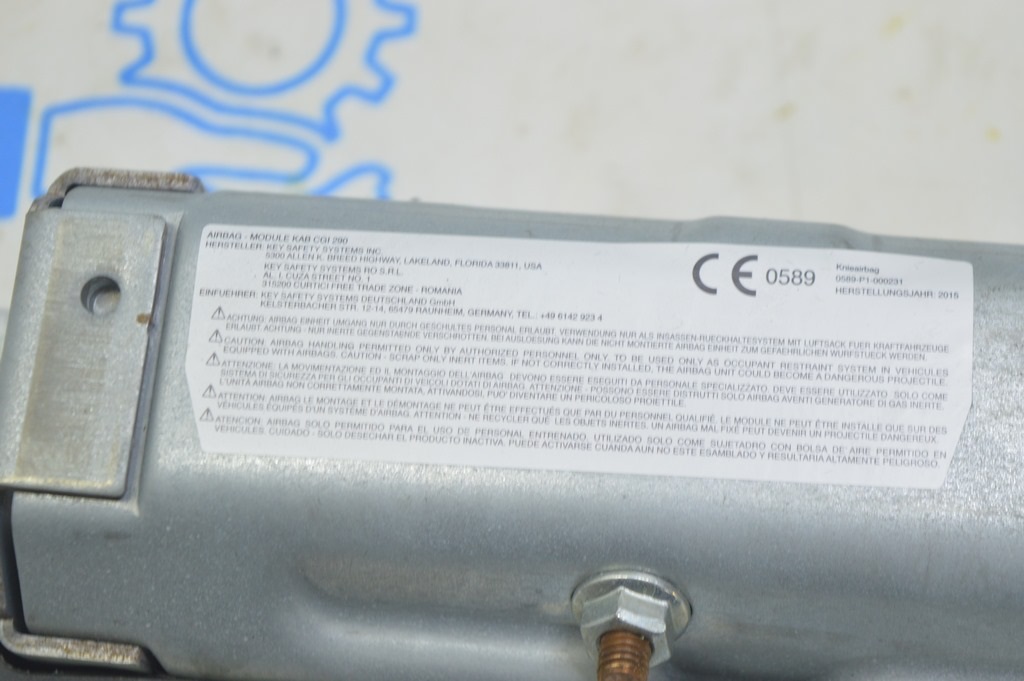 AIRBAG - MODULE KAB CGI 290
HERSTELLER: KEY SAFETY SYSTEMS INC.
5300 ALLEN K. BREED HIGHWAY, LAKELAND, FLORIDA 33811, USA
KEY SAFETY SYSTEMS RO S.R.L.
AL. I. CUZA STREET NO. 1
315200 CURTICI FREE TRADE ZONE - ROMANIA
EINFUEHRER: KEY SAFETY SYSTEMS DEUTSCHLAND GmbH
KELSTERBACHER STR. 12-14, 65479 RAUNHEIM, GERMANY, TEL.: +49 6142 923 4
CE 0589
Knieairbag
0589-P1-000231
HERSTELLUNGSJAHR: 2015
ACHTUNG: AIRBAG EINHEIT UMGANG NUR DURCH GESCHULTES PERSONAL ERLAUBT. VERWENDUNG NUR ALS INSASSEN-RUECKHALTESYSTEM MIT LUFTSACK FUER KRAFTFAHRZEUGE
ERLAUBT. ACHTUNG - NUR INERTE GEGENSTAENDE VERSCHROTTEN. BEI AUSLOESUNG KANN DIE NICHT MONTIERTE AIRBAG EINHEIT ZUM GEFAEHRLICHEN WURFSTUECK WERDEN.
CAUTION: AIRBAG HANDLING PERMITTED ONLY BY AUTHORIZED PERSONNEL ONLY. TO BE USED ONLY AS OCCUPANT RESTRAINT SYSTEM IN VEHICLES
EQUIPPED WITH AIRBAGS. CAUTION - SCRAP ONLY INERT ITEMS. IF NOT CORRECTLY INSTALLED, THE AIRBAG UNIT COULD BECOME A DANGEROUS PROJECTILE.
ATTENZIONE: LA MOVIMENTAZIONE ED IL MONTAGGIO DELL'AIRBAG DEVONO ESSERE ESEGUITI DA PERSONALE SPECIALIZZATO. DEVE ESSERE UTILIZZATO SOLO COME
SISTEMA DI SICUREZZA PER GLI OCCUPANTI DI VEICOLI DOTATI DI AIRBAG. ATTENZIONE: POSSONO ESSERE DISTRUTTI SOLO AIRBAG AVENTI GENERATORE DI GAS INERTE.
L'UNITÀ AIRBAG NON CORRETTAMENTE MONTATA, ATTIVANDOSI, PUO' DIVENTARE UN PERICOLOSO PROIETTILE.
ATTENTION: AIRBAG LE MONTAGE ET LE DÉMONTAGE NE PEUT ÊTRE EFFECTUÉS QUE PAR DU PERSONNEL QUALIFIÉ, LE MODULE NE PEUT ÊTRE INSTALLÉ QUE SUR DES
VÉHICULES ÉQUIPÉS D'UN SYSTÈME D'AIRBAG. ATTENTION: NE RECYCLER QUE LES OBJETS INERTES. UN AIRBAG MAL FIXÉ PEUT DEVENIR UN PROJECTILE DANGEREUX.
ATENCION: AIRBAG SOLO PERMITIDO PARA EL USO DE PERSONAL ENTRENADO. UTILIZADO SOLO COME SUJETADRO CON BOLSA DE AIRE PERMITIDO EN
VEHICULOS. CUIDADO - SOLO DESECHAR EL PRODUCTO INACTIVA. PUEDE ACTIVARSE CUANDA AUN NO ESTE ESAMBLADO Y RESULTARIA ALTAMENTE PELIGROSO.